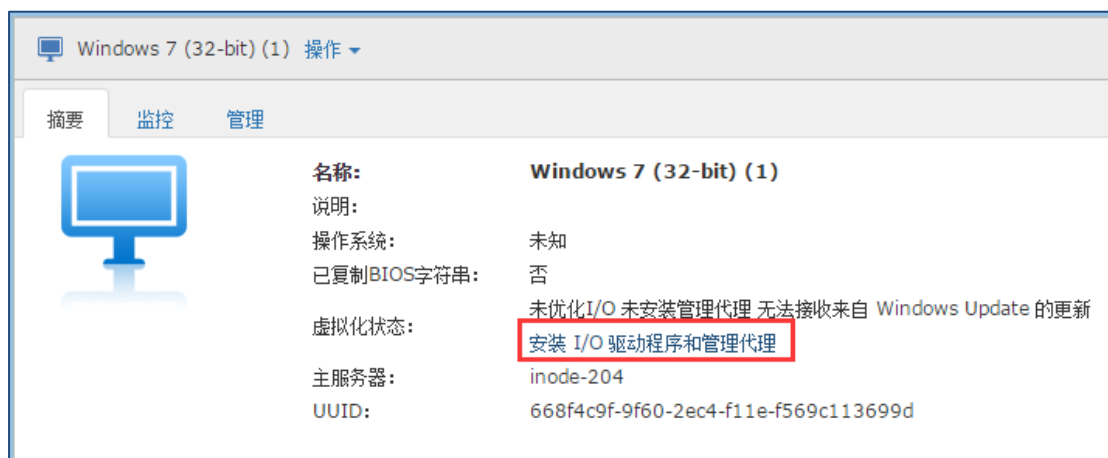 Windows 7 (32-bit) (1) 操作
摘要 监控 管理
名称: Windows 7 (32-bit) (1)
说明:
操作系统: 未知
已复制BIOS字符串: 否
虚拟化状态: 未优化I/O 未安装管理代理 无法接收来自 Windows Update 的更新
安装 I/O 驱动程序和管理代理
主服务器: inode-204
UUID: 668f4c9f-9f60-2ec4-f11e-f569c113699d